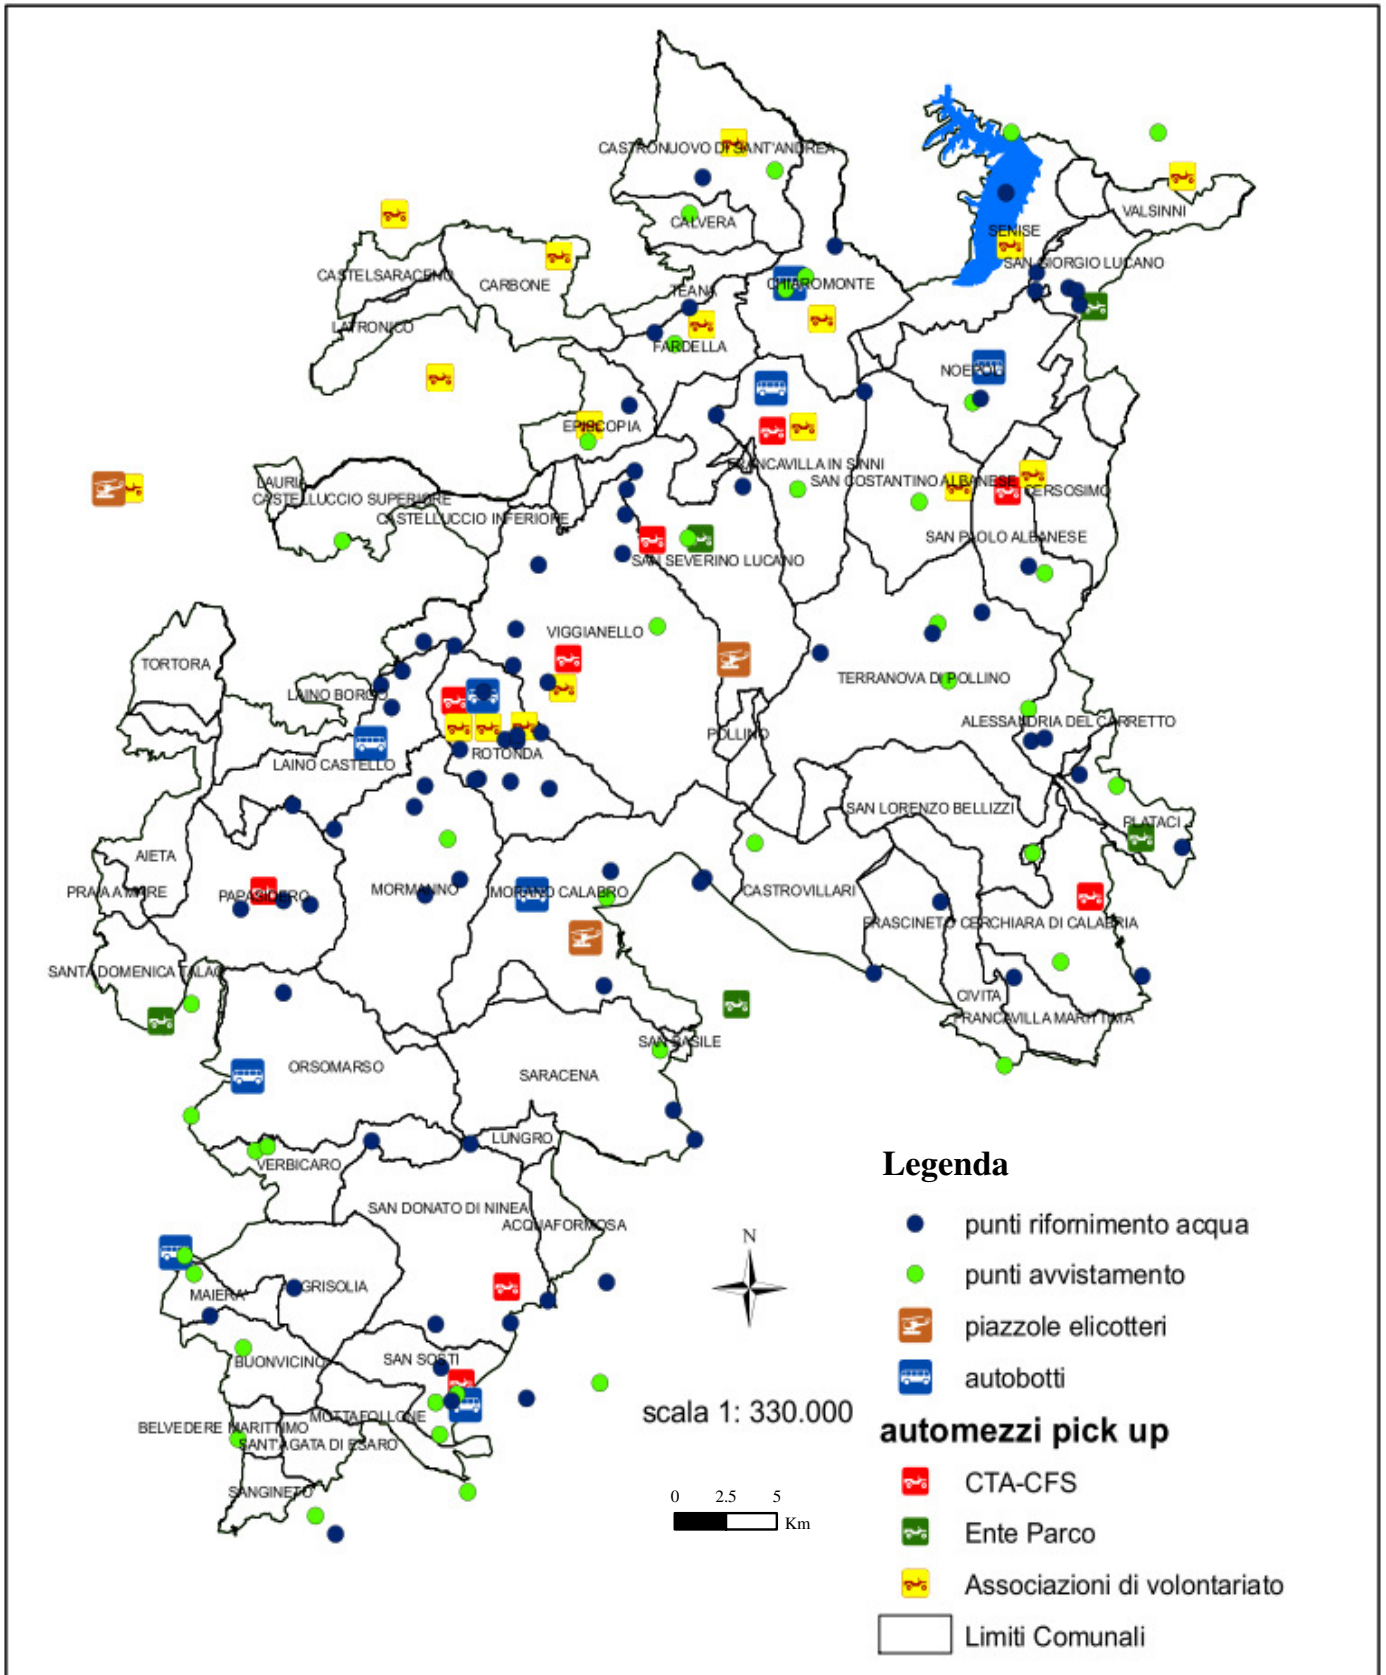 CASTRONUOVO DI SANT'ANDREA
CALVERA
VALSINNI
SENISE
SAN GIORGIO LUCANO
CASTELSARACENO
CARBONE
TEANA
CHIAROMONTE
LATRONICO
FARDELLA
NOEPOLI
EPISCOPIA
FRANCAVILLA IN SINNI
LAURIA
SAN COSTANTINO ALBANESE
CERSOSIMO
CASTELLUCCIO SUPERIORE
CASTELLUCCIO INFERIORE
SAN PAOLO ALBANESE
SAN SEVERINO LUCANO
VIGGIANELLO
TORTORA
TERRANOVA DI POLLINO
LAINO BORGO
ALESSANDRIA DEL CARRETTO
POLLINO
ROTONDA
LAINO CASTELLO
SAN LORENZO BELLIZZI
PLATACI
AIETA
PRAIA A MARE
PAPASIDERO
MORMANNO
MORANO CALABRO
CASTROVILLARI
FRASCINETO
CERCHIARA DI CALABRIA
SANTA DOMENICA TALAO
CIVITA
FRANCAVILLA MARITTIMA
SAN BASILE
ORSOMARSO
SARACENA
LUNGRO
VERBICARO
SAN DONATO DI NINEA
ACQUAFORMOSA
GRISOLIA
MAIERA'
BUONVICINO
SAN SOSTI
MOTTAFOLLONE
BELVEDERE MARITTIMO
SANT'AGATA DI ESARO
SANGINETO
N
scala 1: 330.000
0 2.5 5
Km
Legenda
punti rifornimento acqua
punti avvistamento
piazzole elicotteri
autobotti
automezzi pick up
CTA-CFS
Ente Parco
Associazioni di volontariato
Limiti Comunali